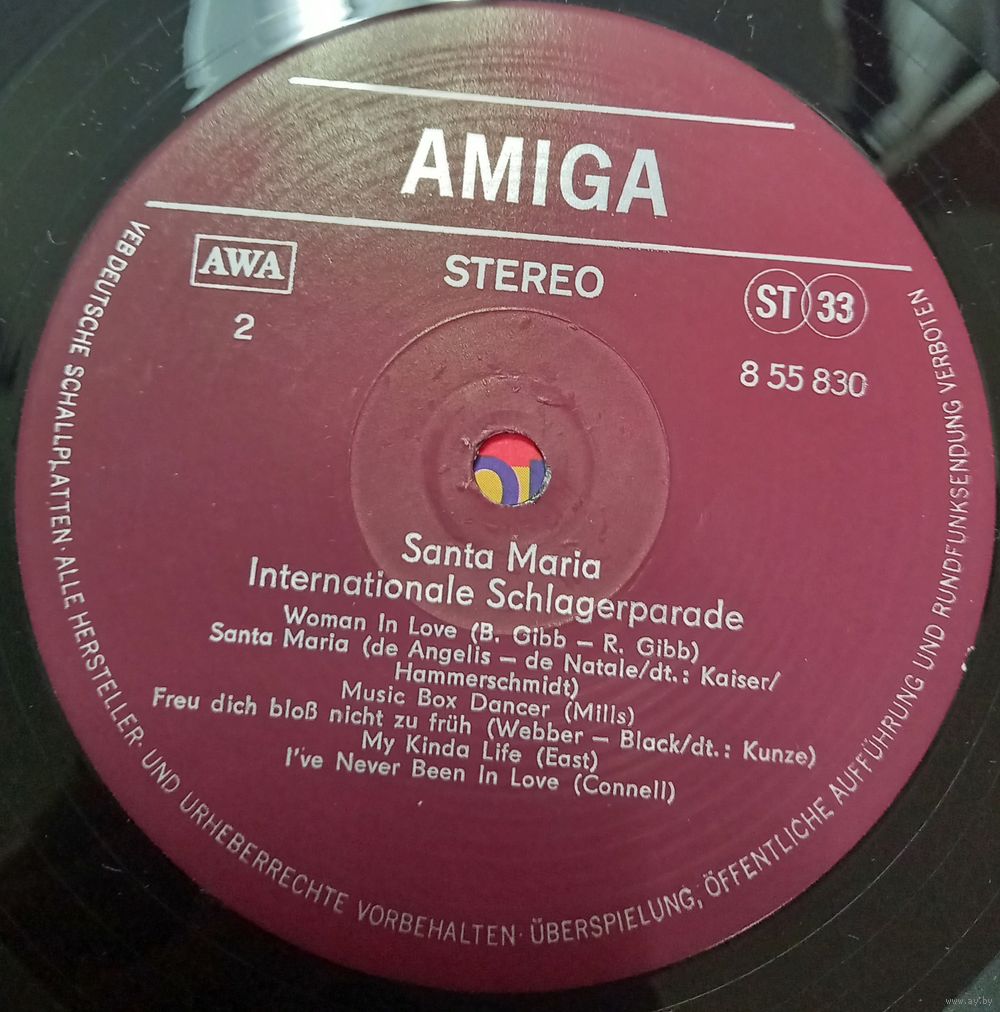 AMIGA
AWA
STEREO
ST 33
2
8 55 830
Santa Maria
Internationale Schlagerparade
Woman In Love (B. Gibb – R. Gibb)
Santa Maria (de Angelis – de Natale/dt.: Kaiser/
Hammerschmidt)
Music Box Dancer (Mills)
Freu dich bloß nicht zu früh (Webber – Black/dt.: Kunze)
My Kinda Life (East)
I've Never Been In Love (Connell)
VEB DEUTSCHE SCHALLPLATTEN · ALLE HERSTELLER- UND URHEBERRECHTE VORBEHALTEN · ÜBERSPIELUNG, ÖFFENTLICHE AUFFÜHRUNG UND RUNDFUNKSENDUNG VERBOTEN
www.ay.by